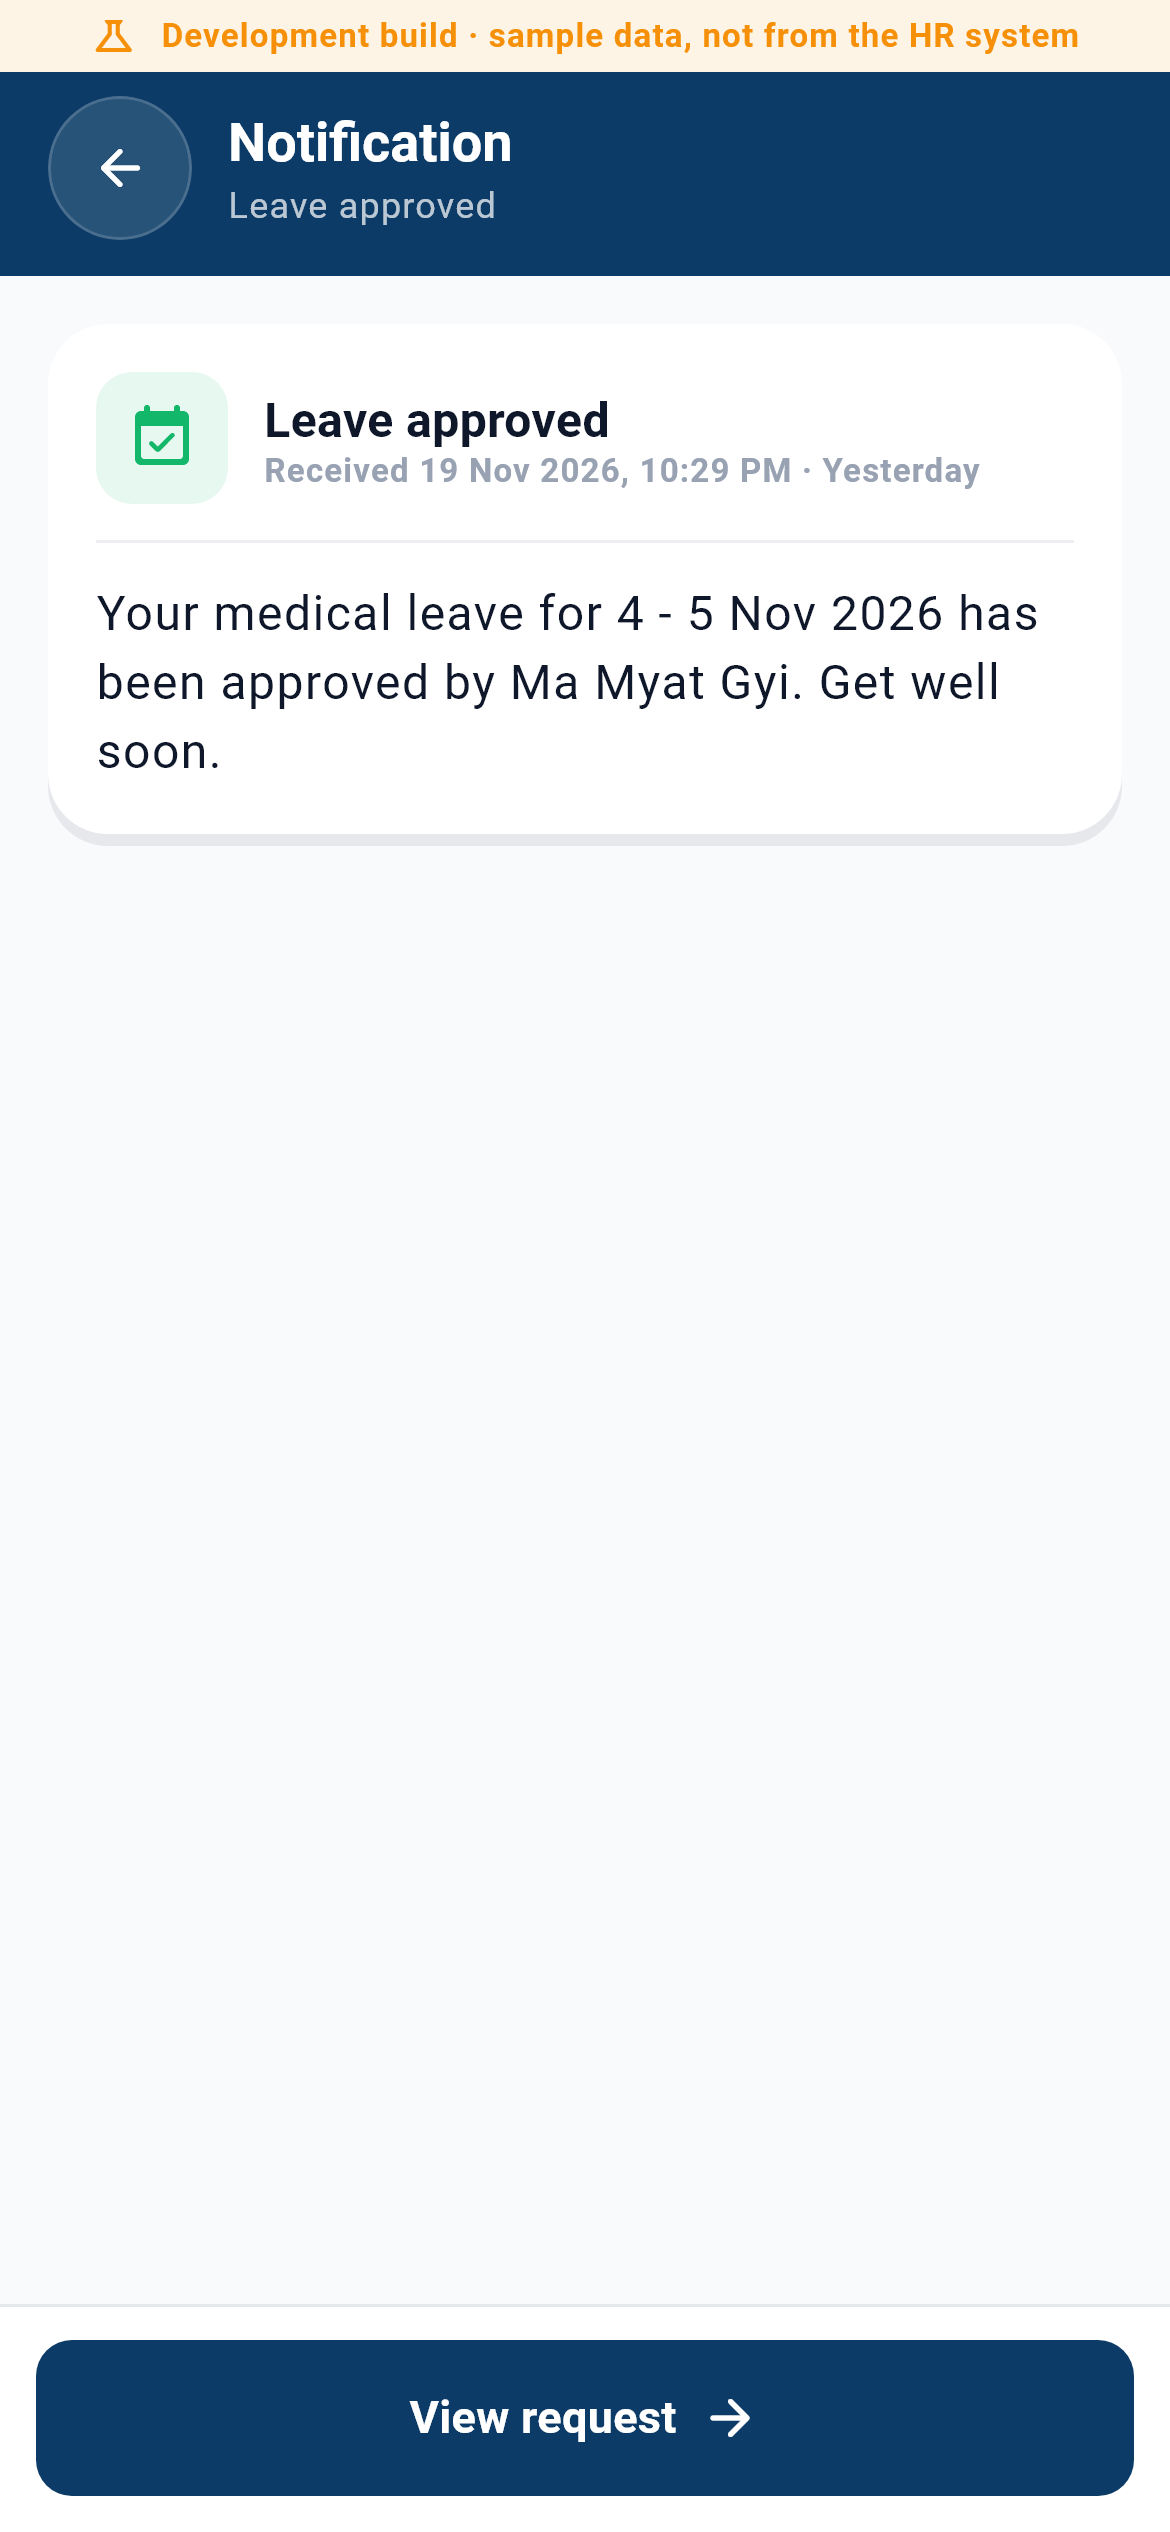 Development build · sample data, not from the HR system
Notification
Leave approved
Leave approved
Received 19 Nov 2026, 10:29 PM · Yesterday
Your medical leave for 4 - 5 Nov 2026 has
been approved by Ma Myat Gyi. Get well
soon.
View request